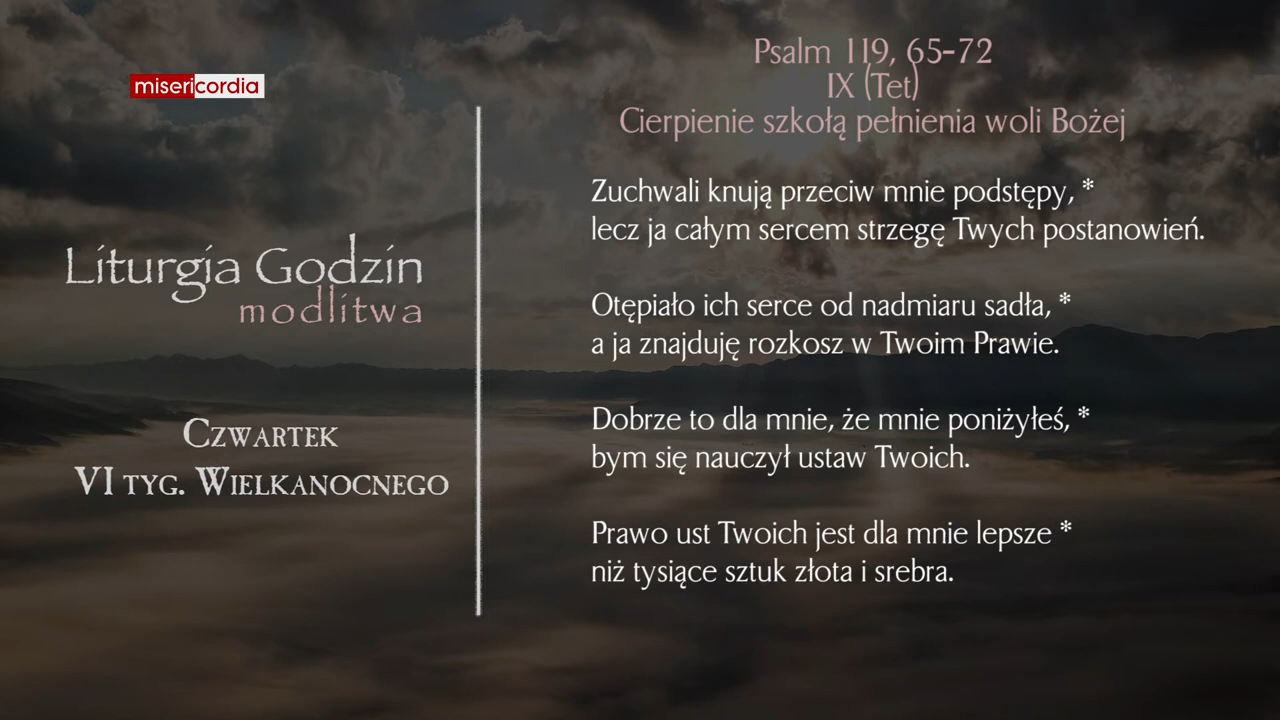 misericordia
Liturgia Godzin
modlitwa
Czwartek
VI tyg. Wielkanocnego
Psalm 119, 65-72
IX (Tet)
Cierpienie szkołą pełnienia woli Bożej
Zuchwali knują przeciw mnie podstępy, *
lecz ja całym sercem strzegę Twych postanowień.
Otępiało ich serce od nadmiaru sadła, *
a ja znajduję rozkosz w Twoim Prawie.
Dobrze to dla mnie, że mnie poniżyłeś, *
bym się nauczył ustaw Twoich.
Prawo ust Twoich jest dla mnie lepsze *
niż tysiące sztuk złota i srebra.